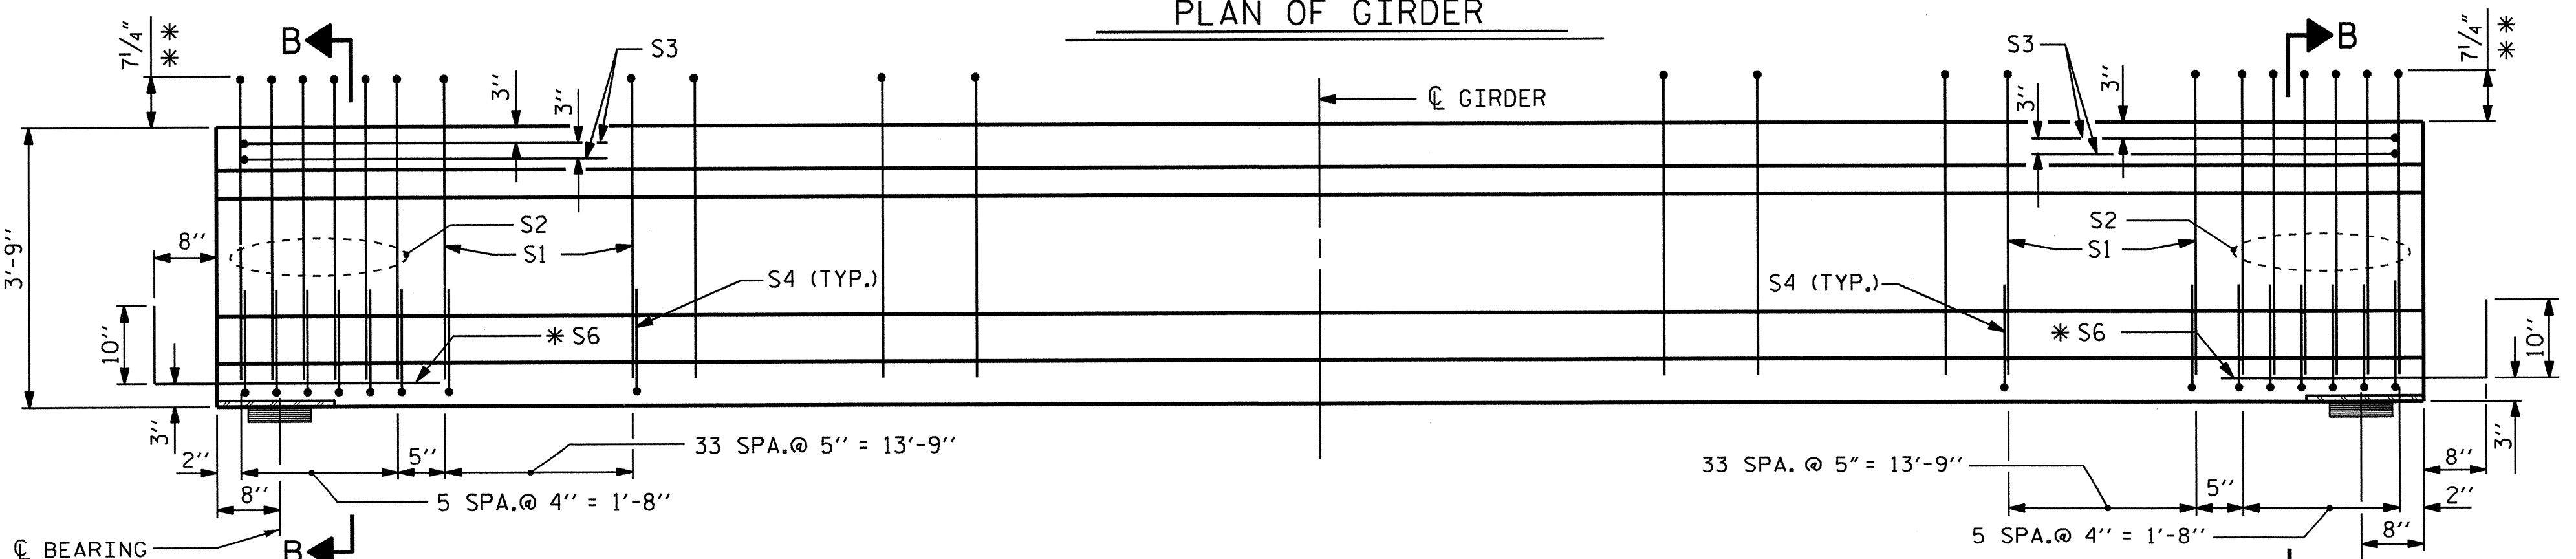 PLAN OF GIRDER
7 1/4"
**
B
S3
3"
3"
℄ GIRDER
S3
3"
3"
B
7 1/4"
**
3'-9"
8"
S2
S1
S4 (TYP.)
10"
* S6
3"
S2
S1
S4 (TYP.)
* S6
10"
3"
2"
5"
33 SPA.@ 5" = 13'-9"
8"
5 SPA.@ 4" = 1'-8"
℄ BEARING
B
33 SPA. @ 5" = 13'-9"
5"
8"
2"
5 SPA.@ 4" = 1'-8"
8"